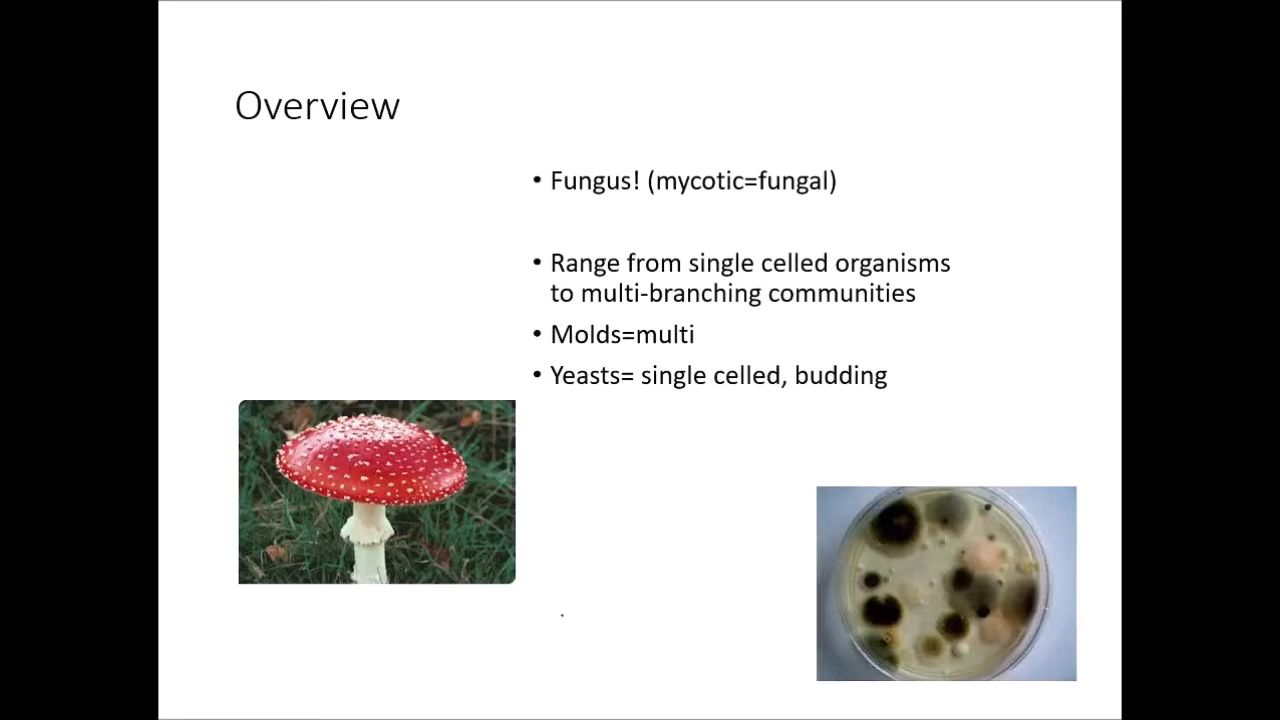 Overview
• Fungus! (mycotic=fungal)
• Range from single celled organisms
to multi-branching communities
• Molds=multi
• Yeasts= single celled, budding